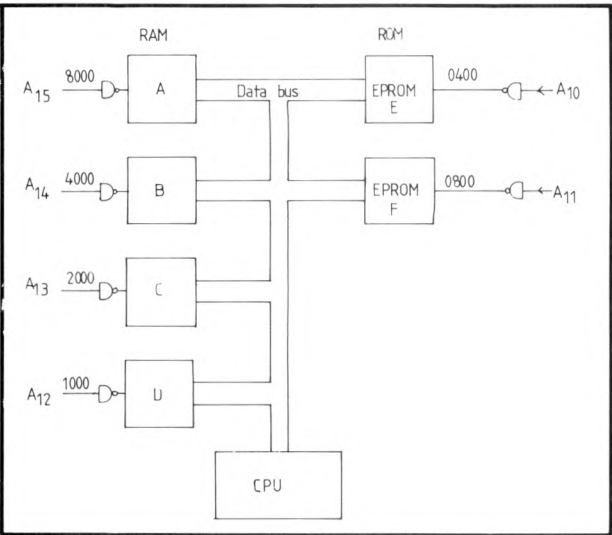 RAM
ROM
A15
8000
A
Data bus
EPROM
E
0400
A10
A14
4000
B
EPROM
F
0800
A11
A13
2000
C
A12
1000
D
CPU